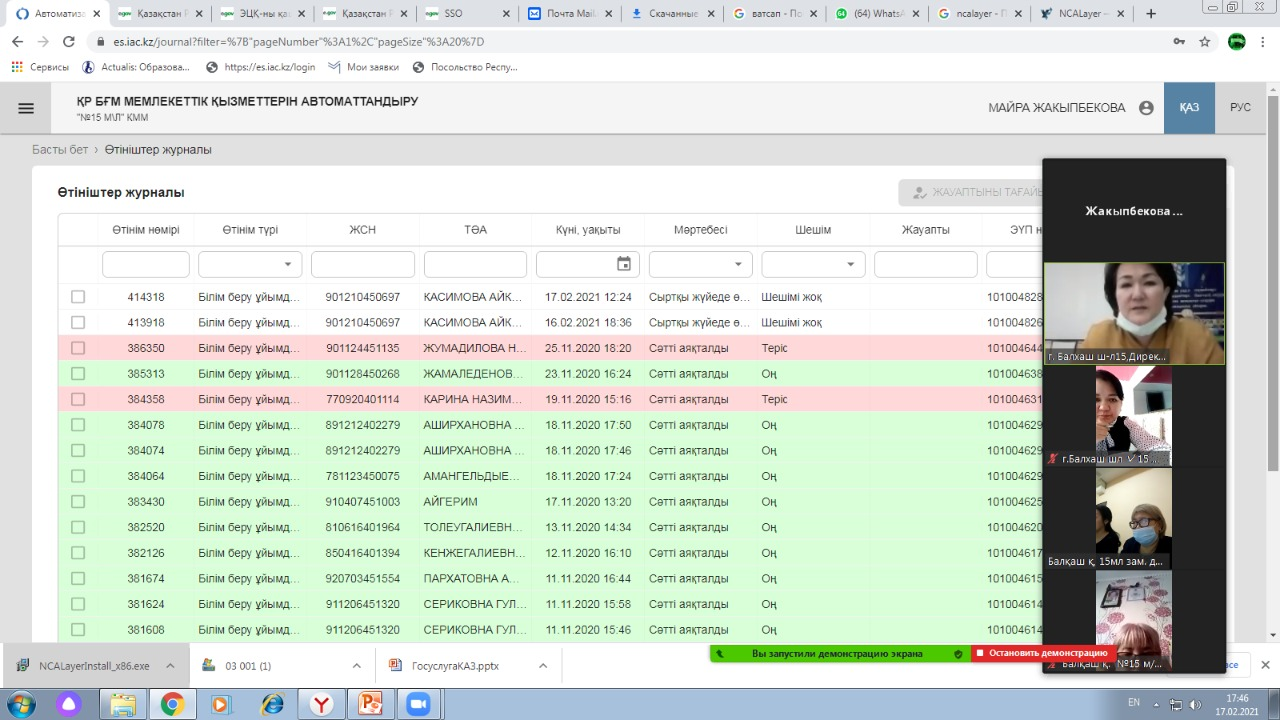 Автоматиз
Қазақстан Р
ЭЦҚ-ны қа
Қазақстан Р
SSO
Почта Mail.
Скачанные
ватсап - По
(64) WhatsA
ncalayer - П
NCALayer –
es.iac.kz/journal?filter=%7B"pageNumber"%3A1%2C"pageSize"%3A20%7D
Сервисы
Actualis: Образова...
https://es.iac.kz/login
Мои заявки
Посольство Респу...
ҚР БҒМ МЕМЛЕКЕТТІК ҚЫЗМЕТТЕРІН АВТОМАТТАНДЫРУ
"№15 М\Л" КММ
МАЙРА ЖАКЫПБЕКОВА
ҚАЗ
РУС
Басты бет › Өтініштер журналы
Өтініштер журналы
ЖАУАПТЫНЫ ТАҒАЙЫ
Өтінім нөмірі Өтінім түрі ЖСН ТӘА Күні, уақыты Мәртебесі Шешім Жауапты ЭҮП н
414318 Білім беру ұйымд... 901210450697 КАСИМОВА АЙК... 17.02.2021 12:24 Сыртқы жүйеде ө... Шешімі жоқ 101004828
413918 Білім беру ұйымд... 901210450697 КАСИМОВА АЙК... 16.02.2021 18:36 Сыртқы жүйеде ө... Шешімі жоқ 101004826
386350 Білім беру ұйымд... 901124451135 ЖУМАДИЛОВА Н... 25.11.2020 18:20 Сәтті аяқталды Теріс 101004644
385313 Білім беру ұйымд... 901128450268 ЖАМАЛЕДЕНОВ... 23.11.2020 16:24 Сәтті аяқталды Оң 101004638
384358 Білім беру ұйымд... 770920401114 КАРИНА НАЗИМ... 19.11.2020 15:16 Сәтті аяқталды Теріс 101004631
384078 Білім беру ұйымд... 891212402279 АШИРХАНОВНА ... 18.11.2020 17:50 Сәтті аяқталды Оң 101004629
384074 Білім беру ұйымд... 891212402279 АШИРХАНОВНА ... 18.11.2020 17:46 Сәтті аяқталды Оң 101004629
384064 Білім беру ұйымд... 789123450076 АМАНГЕЛЬДЫЕ... 18.11.2020 17:24 Сәтті аяқталды Оң 101004629
383430 Білім беру ұйымд... 910407451003 АЙГЕРИМ 17.11.2020 13:20 Сәтті аяқталды Оң 101004625
382520 Білім беру ұйымд... 810616401964 ТОЛЕУГАЛИЕВН... 13.11.2020 14:34 Сәтті аяқталды Оң 101004620
382126 Білім беру ұйымд... 850416401394 КЕНЖЕГАЛИЕВН... 12.11.2020 16:10 Сәтті аяқталды Оң 101004617
381674 Білім беру ұйымд... 920703451554 ПАРХАТОВНА А... 11.11.2020 16:44 Сәтті аяқталды Оң 101004615
381624 Білім беру ұйымд... 911206451320 СЕРИКОВНА ГУЛ... 11.11.2020 15:58 Сәтті аяқталды Оң 101004614
381608 Білім беру ұйымд... 911206451320 СЕРИКОВНА ГУЛ... 11.11.2020 15:46 Сәтті аяқталды Оң 101004614
Жакыпбекова ...
г. Балхаш ш-л15,Дирек...
г.Балхаш шл ✓ 15...
Балқаш қ, 15мл зам. д...
Балқаш қ. №15 м/...
Вы запустили демонстрацию экрана
Остановить демонстрацию
NCALayerInstall_x86.exe
03 001 (1)
ГосуслугаКАЗ.pptx
EN
17:46
17.02.2021